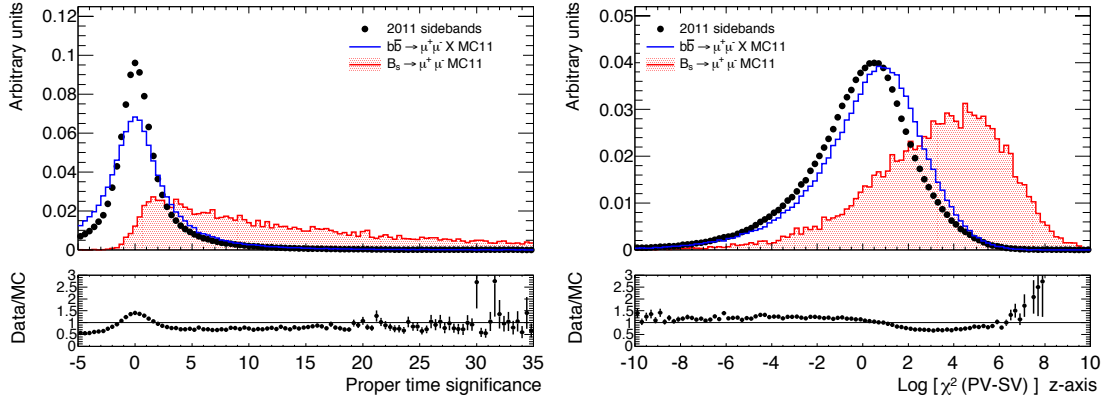 Arbitrary units
0.12
0.1
0.08
0.06
0.04
0.02
0
2011 sidebands
bb̅ → μ⁺μ⁻ X MC11
Bₛ → μ⁺ μ⁻ MC11
Data/MC
3
2.5
2
1.5
1
0.5
0
-5 0 5 10 15 20 25 30 35
Proper time significance
Arbitrary units
0.05
0.04
0.03
0.02
0.01
0
2011 sidebands
bb̅ → μ⁺μ⁻ X MC11
Bₛ → μ⁺ μ⁻ MC11
Data/MC
3
2.5
2
1.5
1
0.5
0
-10 -8 -6 -4 -2 0 2 4 6 8 10
Log [ χ² (PV-SV) ] z-axis